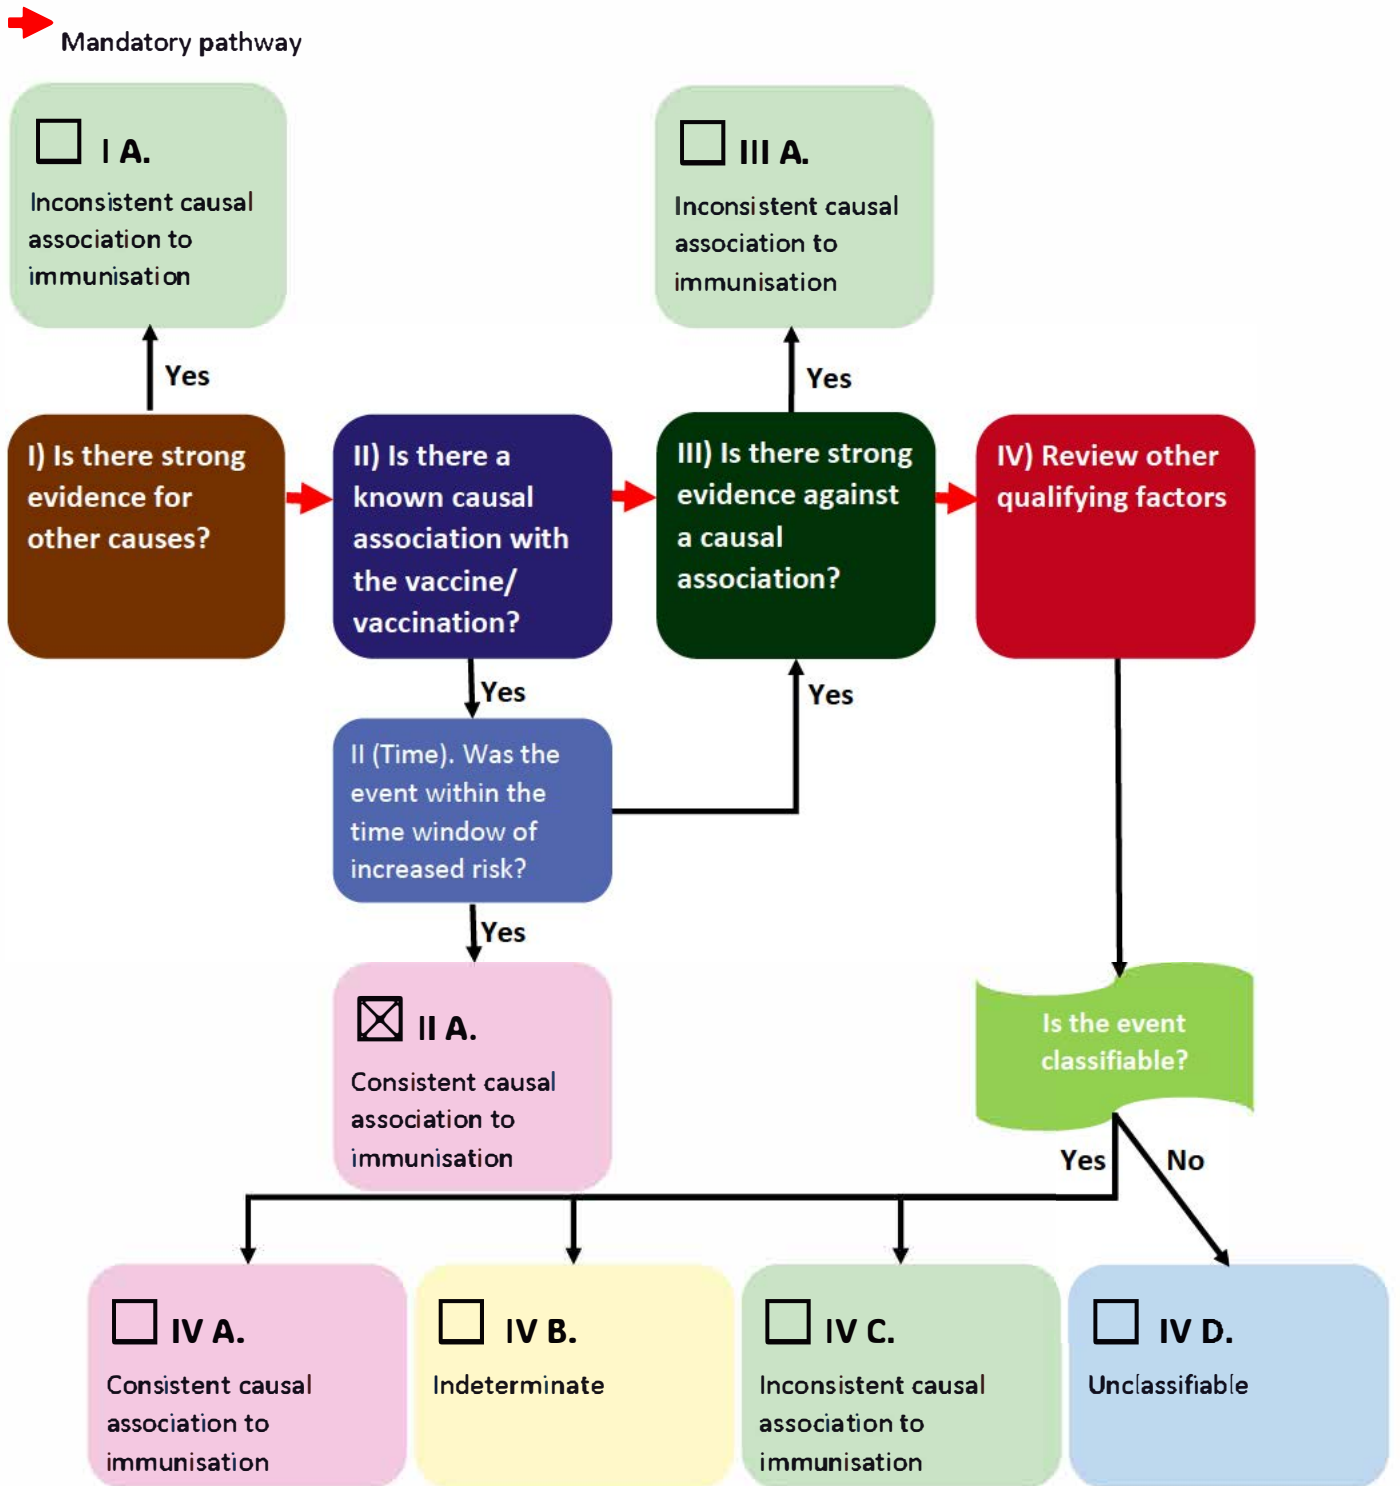 Mandatory pathway
I A.
Inconsistent causal
association to
immunisation
III A.
Inconsistent causal
association to
immunisation
Yes
Yes
I) Is there strong
evidence for
other causes?
II) Is there a
known causal
association with
the vaccine/
vaccination?
III) Is there strong
evidence against
a causal
association?
IV) Review other
qualifying factors
Yes
Yes
II (Time). Was the
event within the
time window of
increased risk?
Yes
II A.
Consistent causal
association to
immunisation
Is the event
classifiable?
Yes
No
IV A.
Consistent causal
association to
immunisation
IV B.
Indeterminate
IV C.
Inconsistent causal
association to
immunisation
IV D.
Unclassifiable